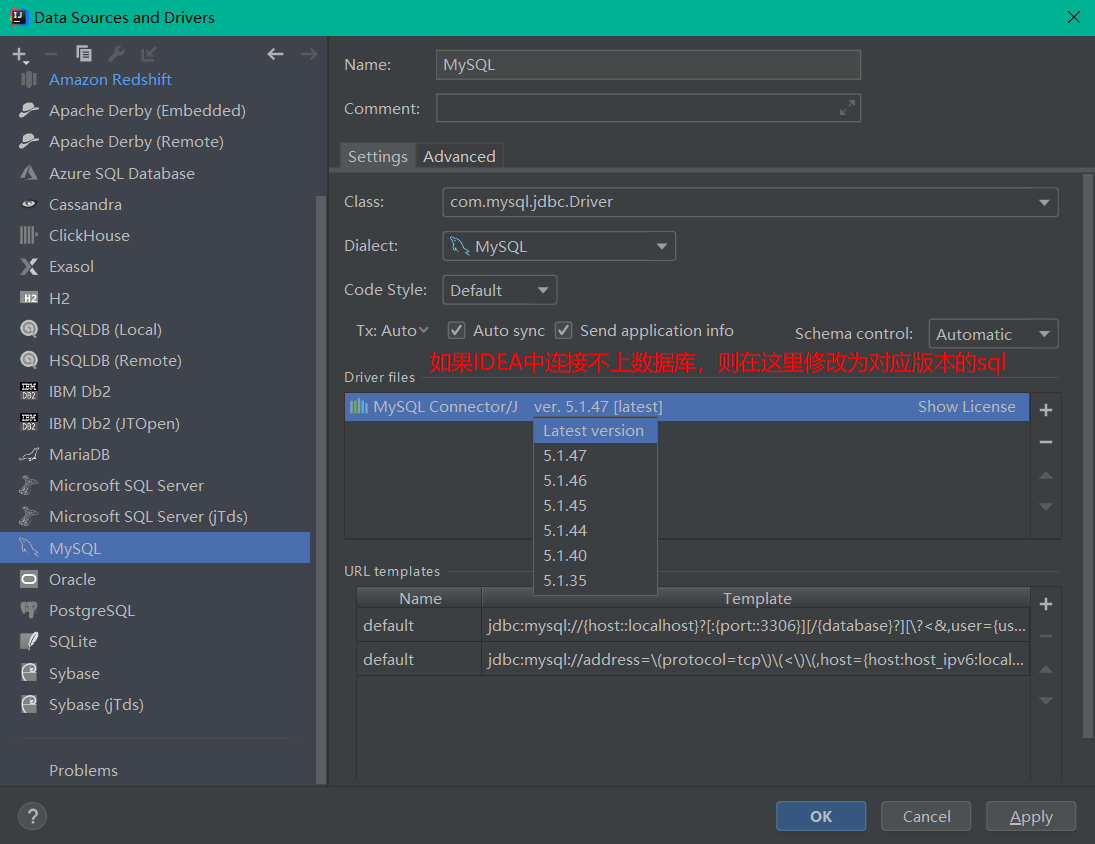 Data Sources and Drivers
Amazon Redshift
Apache Derby (Embedded)
Apache Derby (Remote)
Azure SQL Database
Cassandra
ClickHouse
Exasol
H2
H2
HSQLDB (Local)
HSQLDB (Remote)
IBM DB2
IBM Db2
IBM DB2
IBM Db2 (JTOpen)
MariaDB
Microsoft SQL Server
Microsoft SQL Server (jTds)
MySQL
Oracle
PostgreSQL
SQLite
Sybase
Sybase (jTds)
Problems
?
Name: MySQL
Comment:
Settings Advanced
Class: com.mysql.jdbc.Driver
Dialect: MySQL
Code Style: Default
Tx: Auto Auto sync Send application info Schema control: Automatic
如果IDEA中连接不上数据库，则在这里修改为对应版本的sql
Driver files
MySQL Connector/J ver. 5.1.47 [latest] Show License
Latest version
5.1.47
5.1.46
5.1.45
5.1.44
5.1.40
5.1.35
URL templates
Name Template
default jdbc:mysql://{host::localhost}?[:{port::3306}][/{database}?][\?<&,user={us...
default jdbc:mysql://address=\(protocol=tcp\)\(<\)\(,host={host:host_ipv6:local...
OK Cancel Apply